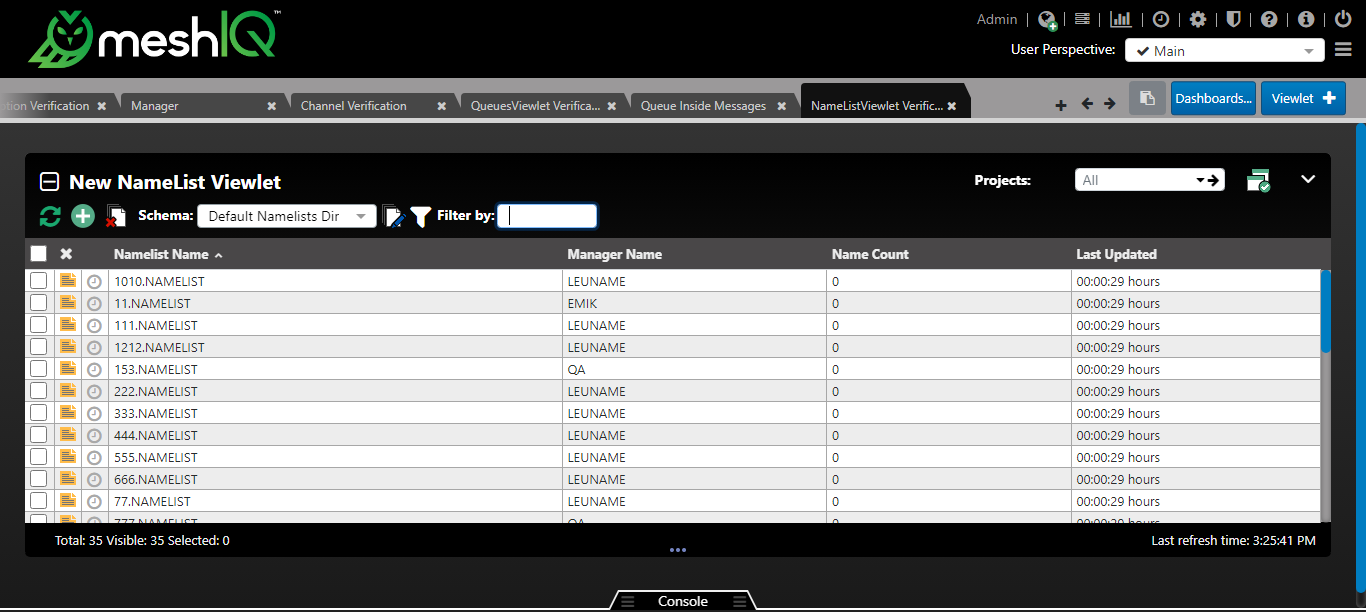 meshIQ™
Admin
User Perspective: Main
ption Verification Manager Channel Verification QueuesViewlet Verifica... Queue Inside Messages NameListViewlet Verific... Dashboards... Viewlet
New NameList Viewlet Projects: All
Schema: Default Namelists Dir Filter by:
Namelist Name Manager Name Name Count Last Updated
1010.NAMELIST LEUNAME 0 00:00:29 hours
11.NAMELIST EMIK 0 00:00:29 hours
111.NAMELIST LEUNAME 0 00:00:29 hours
1212.NAMELIST LEUNAME 0 00:00:29 hours
153.NAMELIST QA 0 00:00:29 hours
222.NAMELIST LEUNAME 0 00:00:29 hours
333.NAMELIST LEUNAME 0 00:00:29 hours
444.NAMELIST LEUNAME 0 00:00:29 hours
555.NAMELIST LEUNAME 0 00:00:29 hours
666.NAMELIST LEUNAME 0 00:00:29 hours
77.NAMELIST LEUNAME 0 00:00:29 hours
777.NAMELIST QA 0 00:00:29 hours
Total: 35 Visible: 35 Selected: 0 Last refresh time: 3:25:41 PM
Console